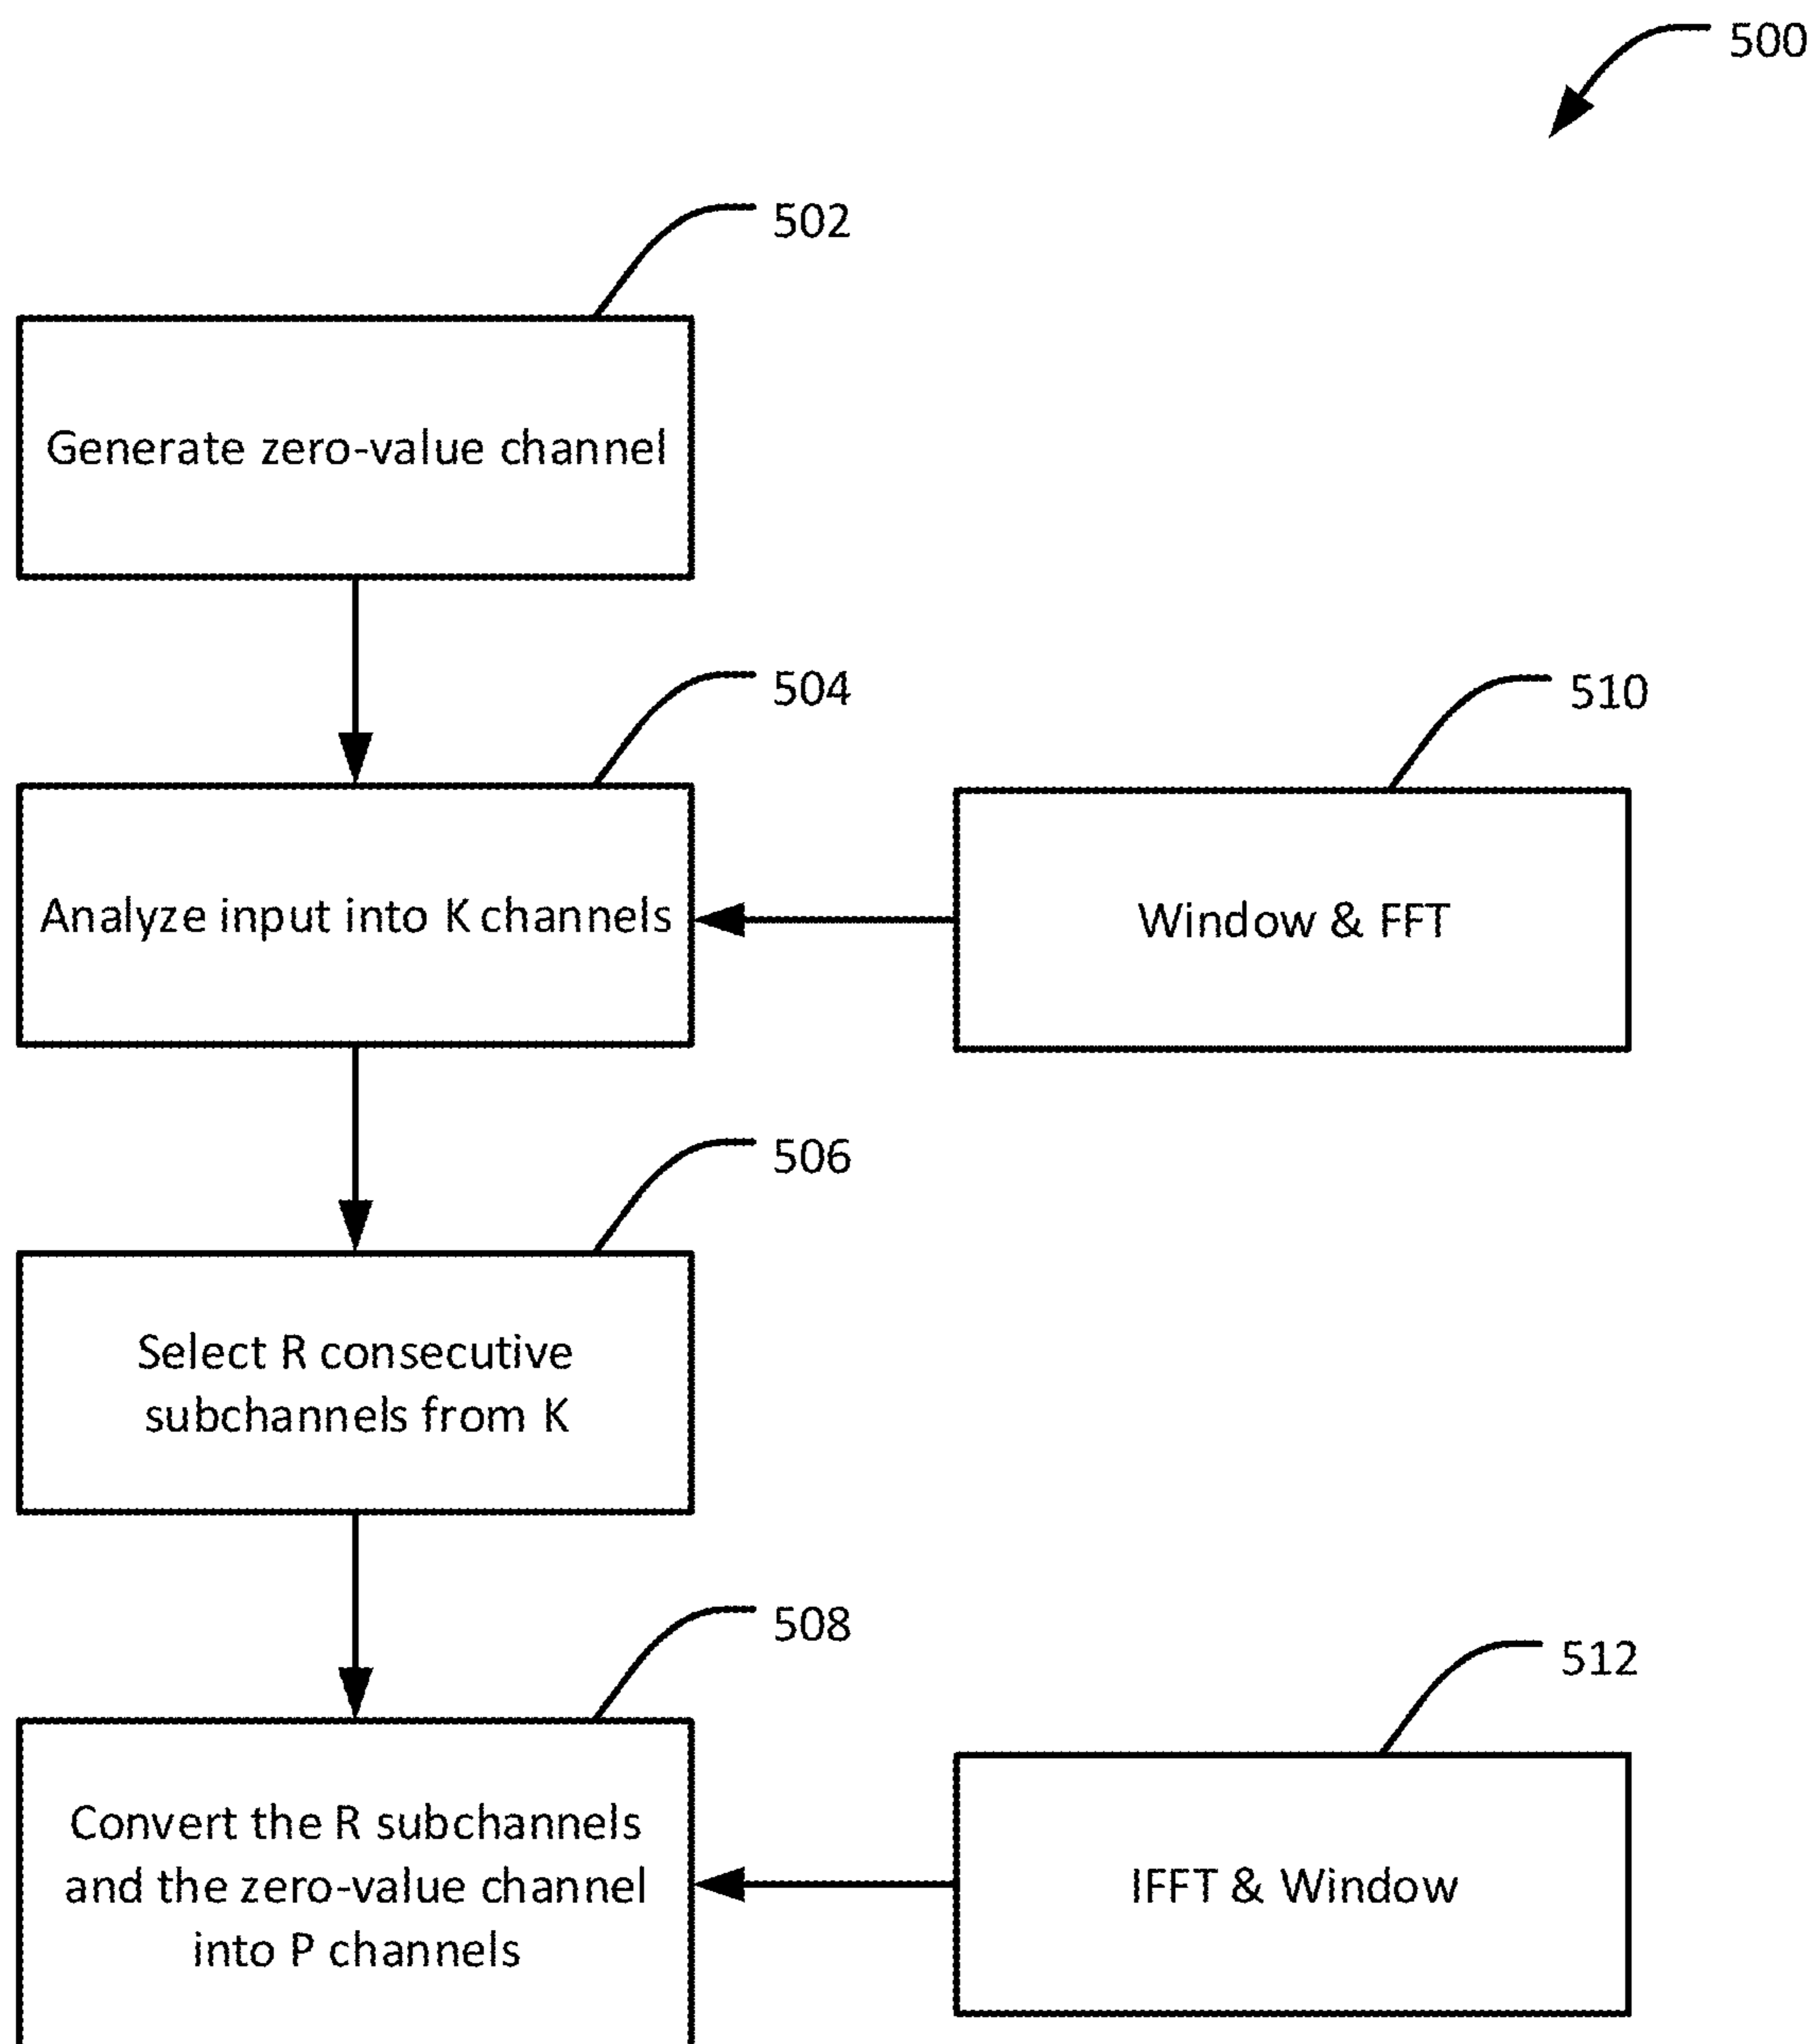 500
502
Generate zero-value channel
504
510
Analyze input into K channels
Window & FFT
506
Select R consecutive
subchannels from K
508
512
Convert the R subchannels
and the zero-value channel
into P channels
IFFT & Window